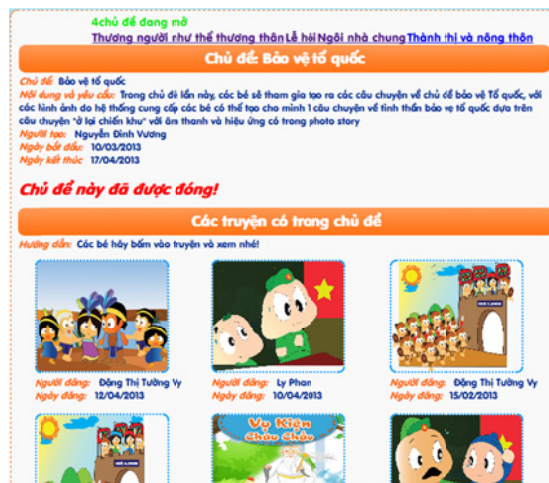 4chủ đề đang nở
Thương người như thế thương thân Lễ hội Ngôi nhà chung Thành thị và nông thôn
Chủ đề: Bảo vệ tổ quốc
Chủ đề: Bảo vệ tổ quốc
Nội dung và yêu cầu: Trong chủ đề lần này, các bé sẽ tham gia tạo ra các câu chuyện về chủ đề bảo vệ Tổ quốc, với
các hình ảnh do hệ thống cung cấp các bé có thể tạo cho mình 1 câu chuyện về tinh thần bảo vẹ tổ quốc dựa trên
câu chuyện "ở lại chiến khu" với âm thanh và hiệu ứng có trong photo story
Người tạo: Nguyễn Đình Vương
Ngày bắt đầu: 10/03/2013
Ngày kết thúc 17/04/2013
Chủ đề này đã được đóng!
Các truyện có trong chủ đề
Hướng dẫn: Các bé hãy bấm vào truyện và xem nhé!
Người đăng: Đặng Thị Tường Vy
Ngày đăng: 12/04/2013
Người đăng: Ly Phan
Ngày đăng: 10/04/2013
Người đăng: Đặng Thị Tường Vy
Ngày đăng: 15/02/2013
Vụ Kiện
Châu Chấu